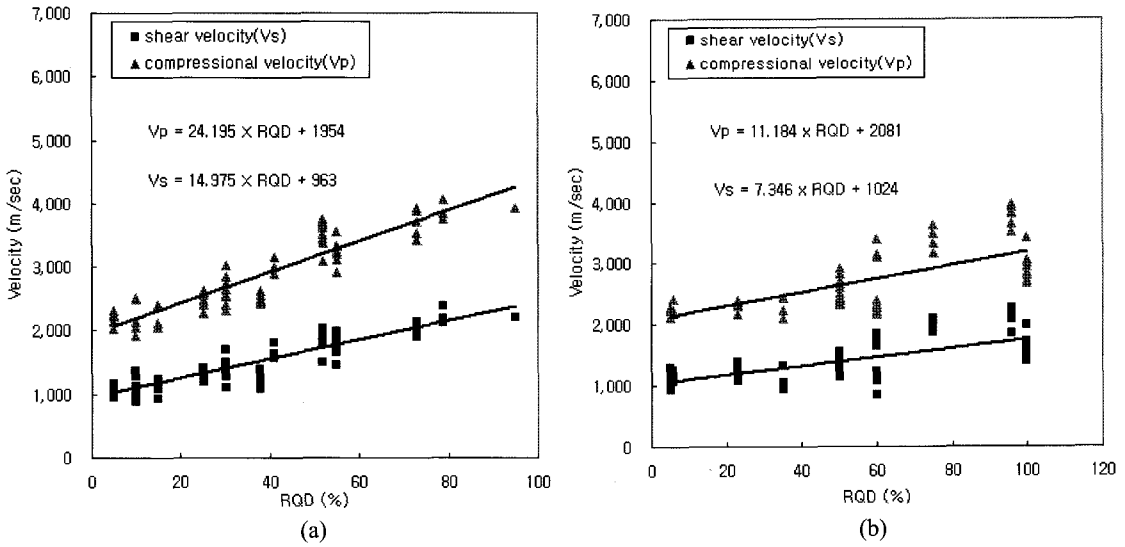 7,000
6,000
5,000
4,000
3,000
2,000
1,000
0
Velocity (m/sec)
■ shear velocity(Vs)
▲ compressional velocity(Vp)
Vp = 24.195 × RQD + 1954
Vs = 14.975 × RQD + 963
0 20 40 60 80 100
RQD (%)
(a)
7,000
6,000
5,000
4,000
3,000
2,000
1,000
0
Velocity (m/sec)
■ shear velocity(Vs)
▲ compressional velocity(Vp)
Vp = 11.184 x RQD + 2081
Vs = 7.346 x RQD + 1024
0 20 40 60 80 100 120
RQD (%)
(b)